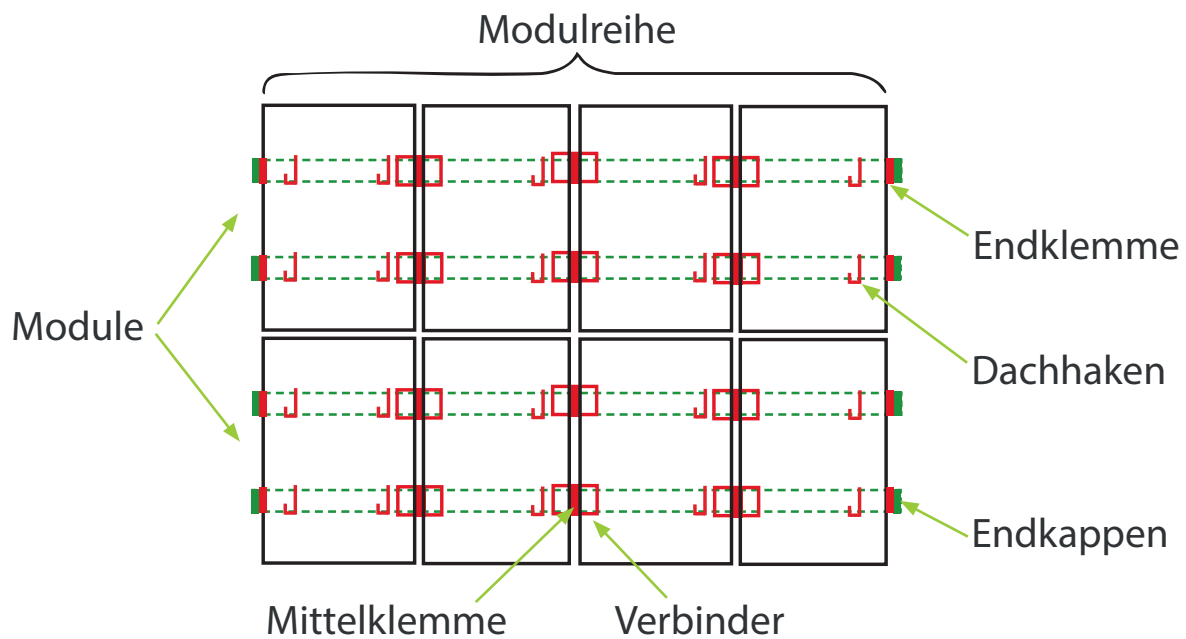 Modulreihe
Endklemme
Module
Dachhaken
Endkappen
Mittelklemme
Verbinder